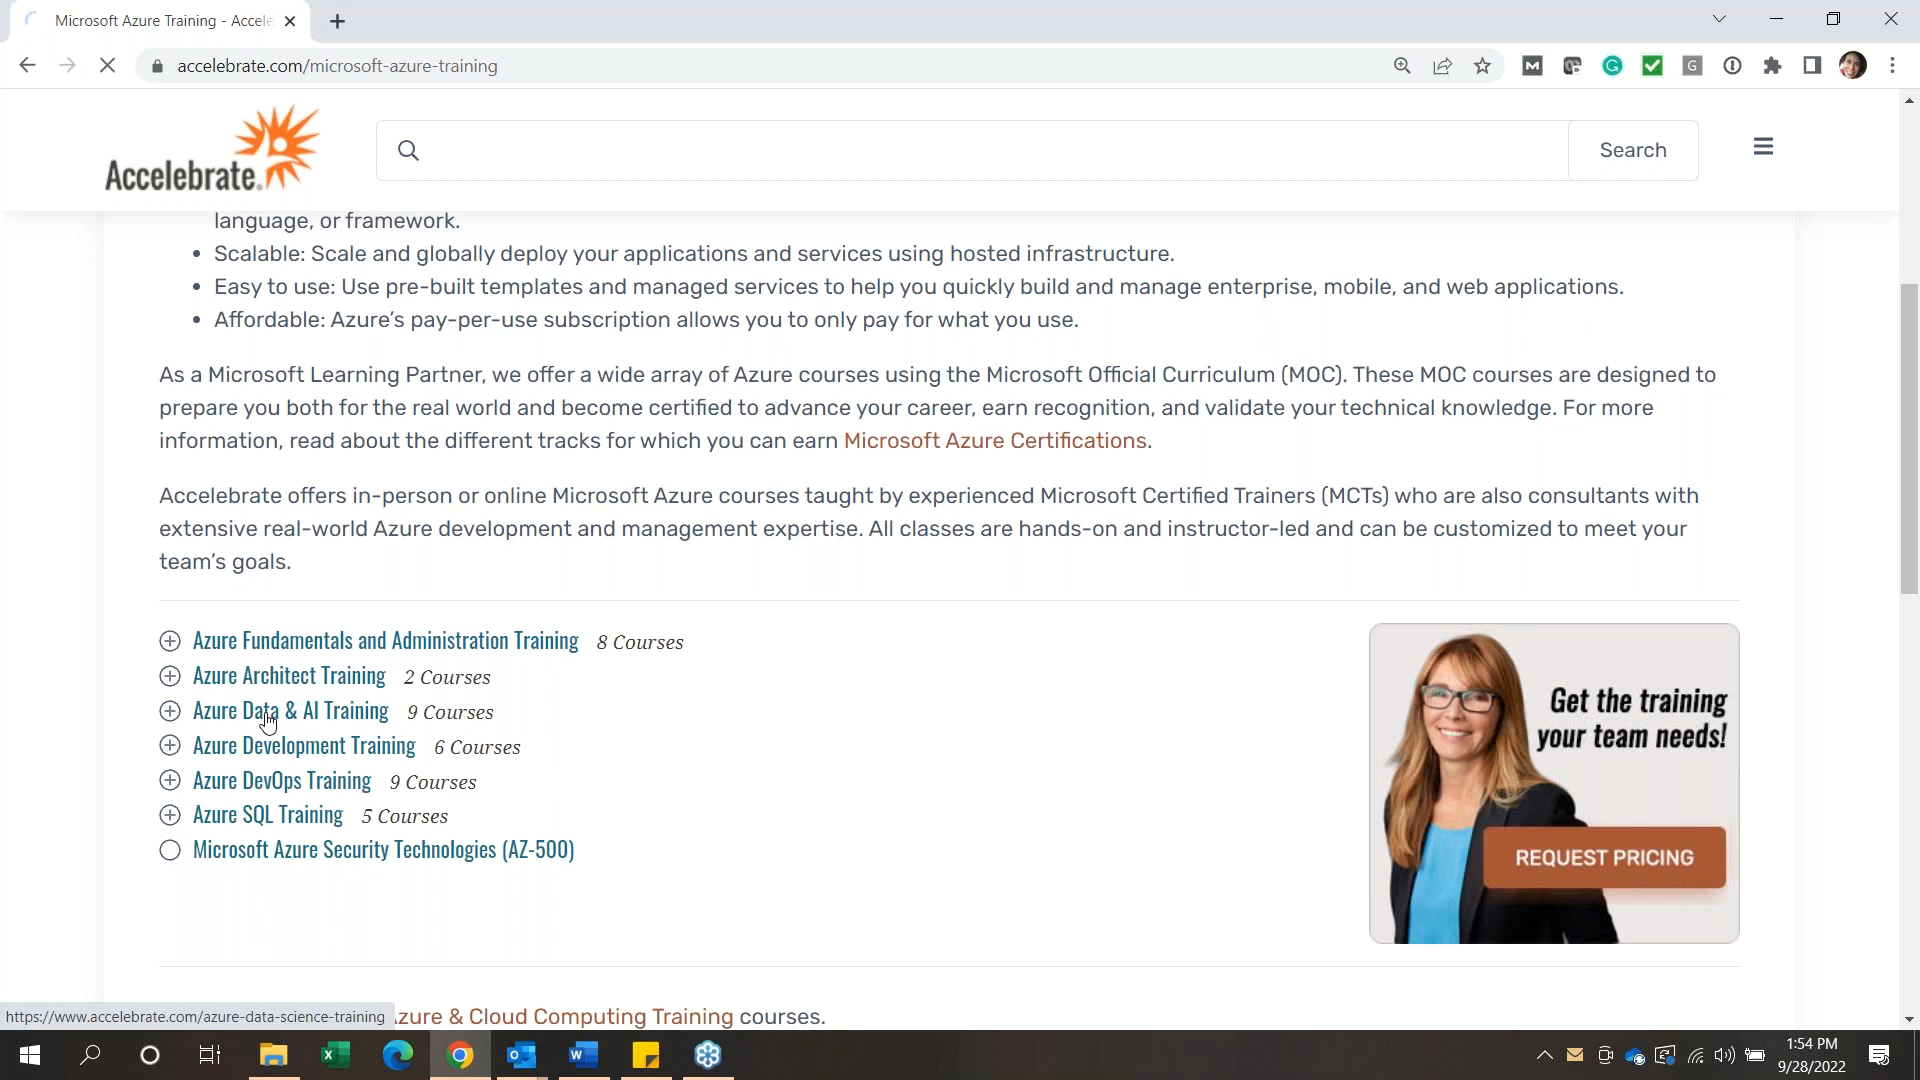 Microsoft Azure Training - Accele
accelebrate.com/microsoft-azure-training
Accelebrate.
Search
language, or framework.
• Scalable: Scale and globally deploy your applications and services using hosted infrastructure.
• Easy to use: Use pre-built templates and managed services to help you quickly build and manage enterprise, mobile, and web applications.
• Affordable: Azure’s pay-per-use subscription allows you to only pay for what you use.
As a Microsoft Learning Partner, we offer a wide array of Azure courses using the Microsoft Official Curriculum (MOC). These MOC courses are designed to
prepare you both for the real world and become certified to advance your career, earn recognition, and validate your technical knowledge. For more
information, read about the different tracks for which you can earn Microsoft Azure Certifications.
Accelebrate offers in-person or online Microsoft Azure courses taught by experienced Microsoft Certified Trainers (MCTs) who are also consultants with
extensive real-world Azure development and management expertise. All classes are hands-on and instructor-led and can be customized to meet your
team’s goals.
Azure Fundamentals and Administration Training 8 Courses
Azure Architect Training 2 Courses
Azure Data & AI Training 9 Courses
Azure Development Training 6 Courses
Azure DevOps Training 9 Courses
Azure SQL Training 5 Courses
Microsoft Azure Security Technologies (AZ-500)
Get the training
your team needs!
REQUEST PRICING
https://www.accelebrate.com/azure-data-science-training
Azure & Cloud Computing Training courses.
1:54 PM
9/28/2022